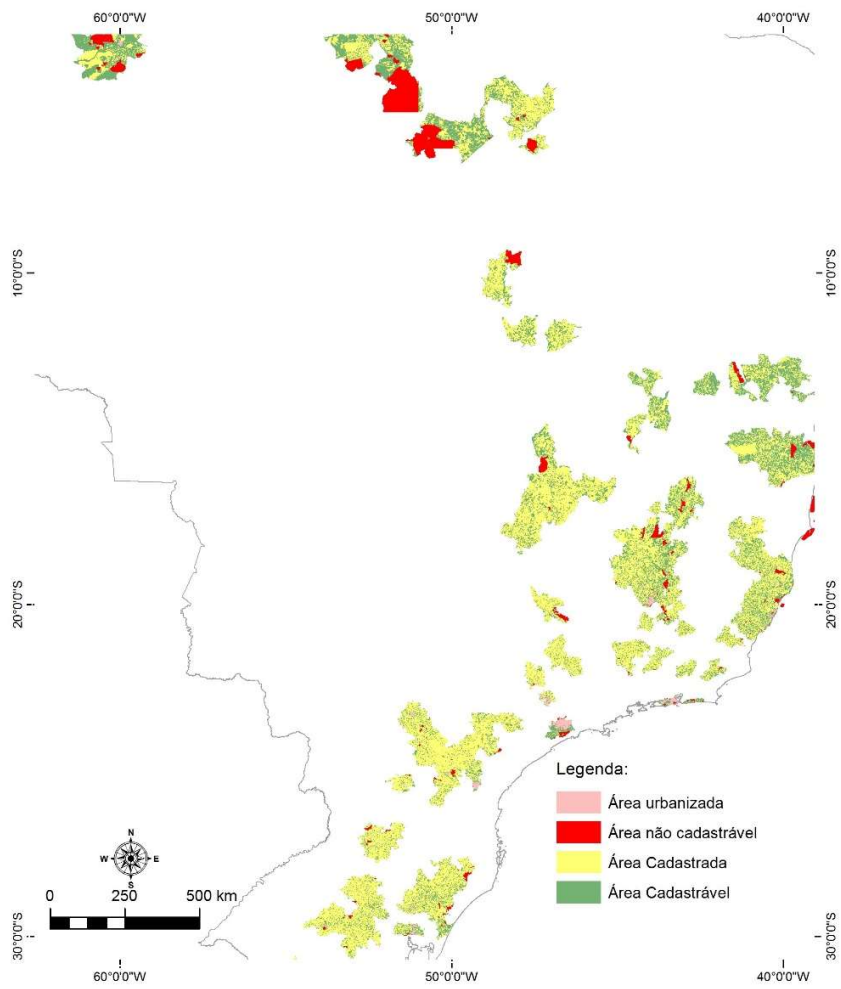 60°0'0"W 50°0'0"W 40°0'0"W
10°0'0"S 10°0'0"S
20°0'0"S 20°0'0"S
Legenda:
Área urbanizada
Área não cadastrável
Área Cadastrada
Área Cadastrável
N
W E
S
0 250 500 km
30°0'0"S 30°0'0"S
60°0'0"W 50°0'0"W 40°0'0"W